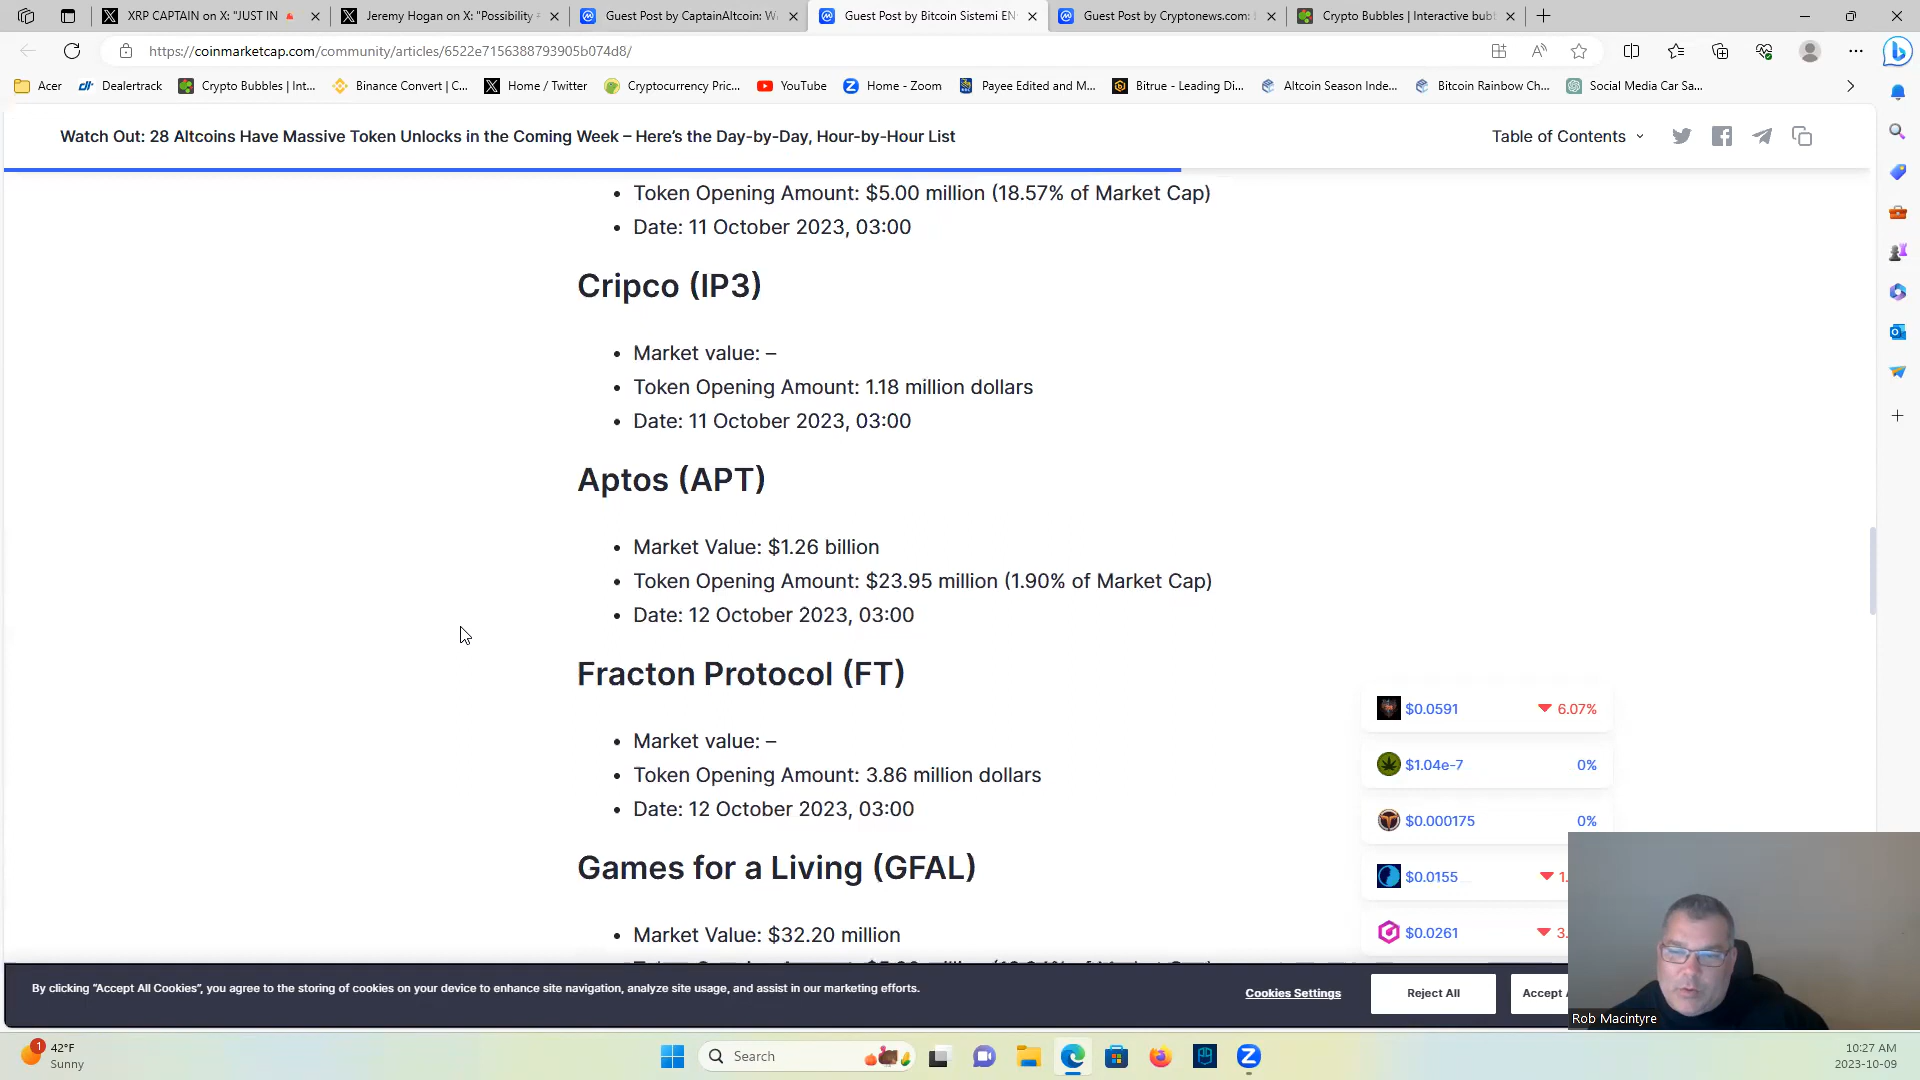 XRP CAPTAIN on X: "JUST IN
Jeremy Hogan on X: "Possibility
Guest Post by CaptainAltcoin: W
Guest Post by Bitcoin Sistemi EN
Guest Post by Cryptonews.com:
Crypto Bubbles | Interactive bub
https://coinmarketcap.com/community/articles/6522e7156388793905b074d8/
Acer
Dealertrack
Crypto Bubbles | Int...
Binance Convert | C...
Home / Twitter
Cryptocurrency Pric...
YouTube
Home - Zoom
Payee Edited and M...
Bitrue - Leading Di...
Altcoin Season Inde...
Bitcoin Rainbow Ch...
Social Media Car Sa...
Watch Out: 28 Altcoins Have Massive Token Unlocks in the Coming Week – Here's the Day-by-Day, Hour-by-Hour List
Table of Contents
• Token Opening Amount: $5.00 million (18.57% of Market Cap)
• Date: 11 October 2023, 03:00
Cripco (IP3)
• Market value: –
• Token Opening Amount: 1.18 million dollars
• Date: 11 October 2023, 03:00
Aptos (APT)
• Market Value: $1.26 billion
• Token Opening Amount: $23.95 million (1.90% of Market Cap)
• Date: 12 October 2023, 03:00
Fracton Protocol (FT)
• Market value: –
• Token Opening Amount: 3.86 million dollars
• Date: 12 October 2023, 03:00
Games for a Living (GFAL)
• Market Value: $32.20 million
$0.0591 6.07%
$1.04e-7 0%
$0.000175 0%
$0.0155 1.
$0.0261 3.
By clicking "Accept All Cookies", you agree to the storing of cookies on your device to enhance site navigation, analyze site usage, and assist in our marketing efforts.
Cookies Settings
Reject All
Accept
Rob Macintyre
1
42°F
Sunny
Search
10:27 AM
2023-10-09